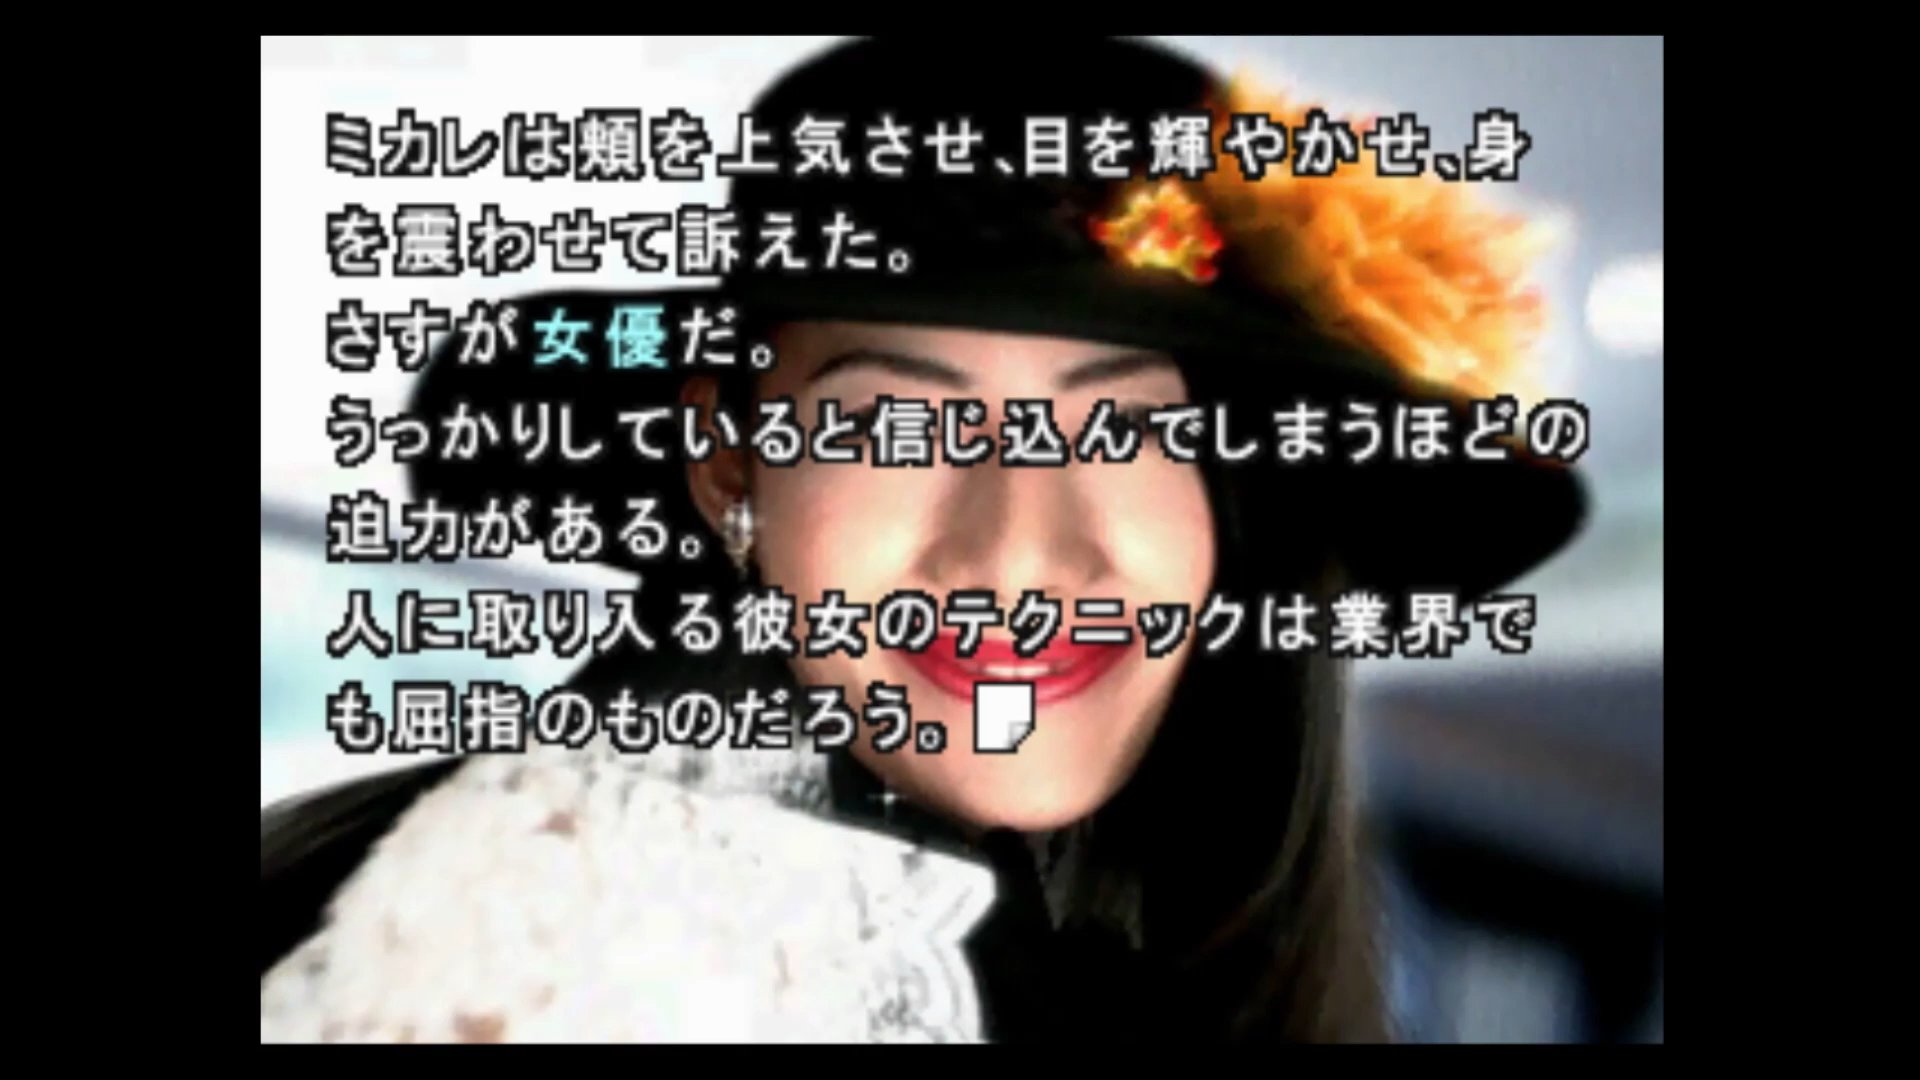 ミカレは頬を上気させ、目を輝やかせ、身
を震わせて訴えた。
さすが女優だ。
うっかりしていると信じ込んでしまうほどの
迫力がある。
人に取り入る彼女のテクニックは業界で
も屈指のものだろう。